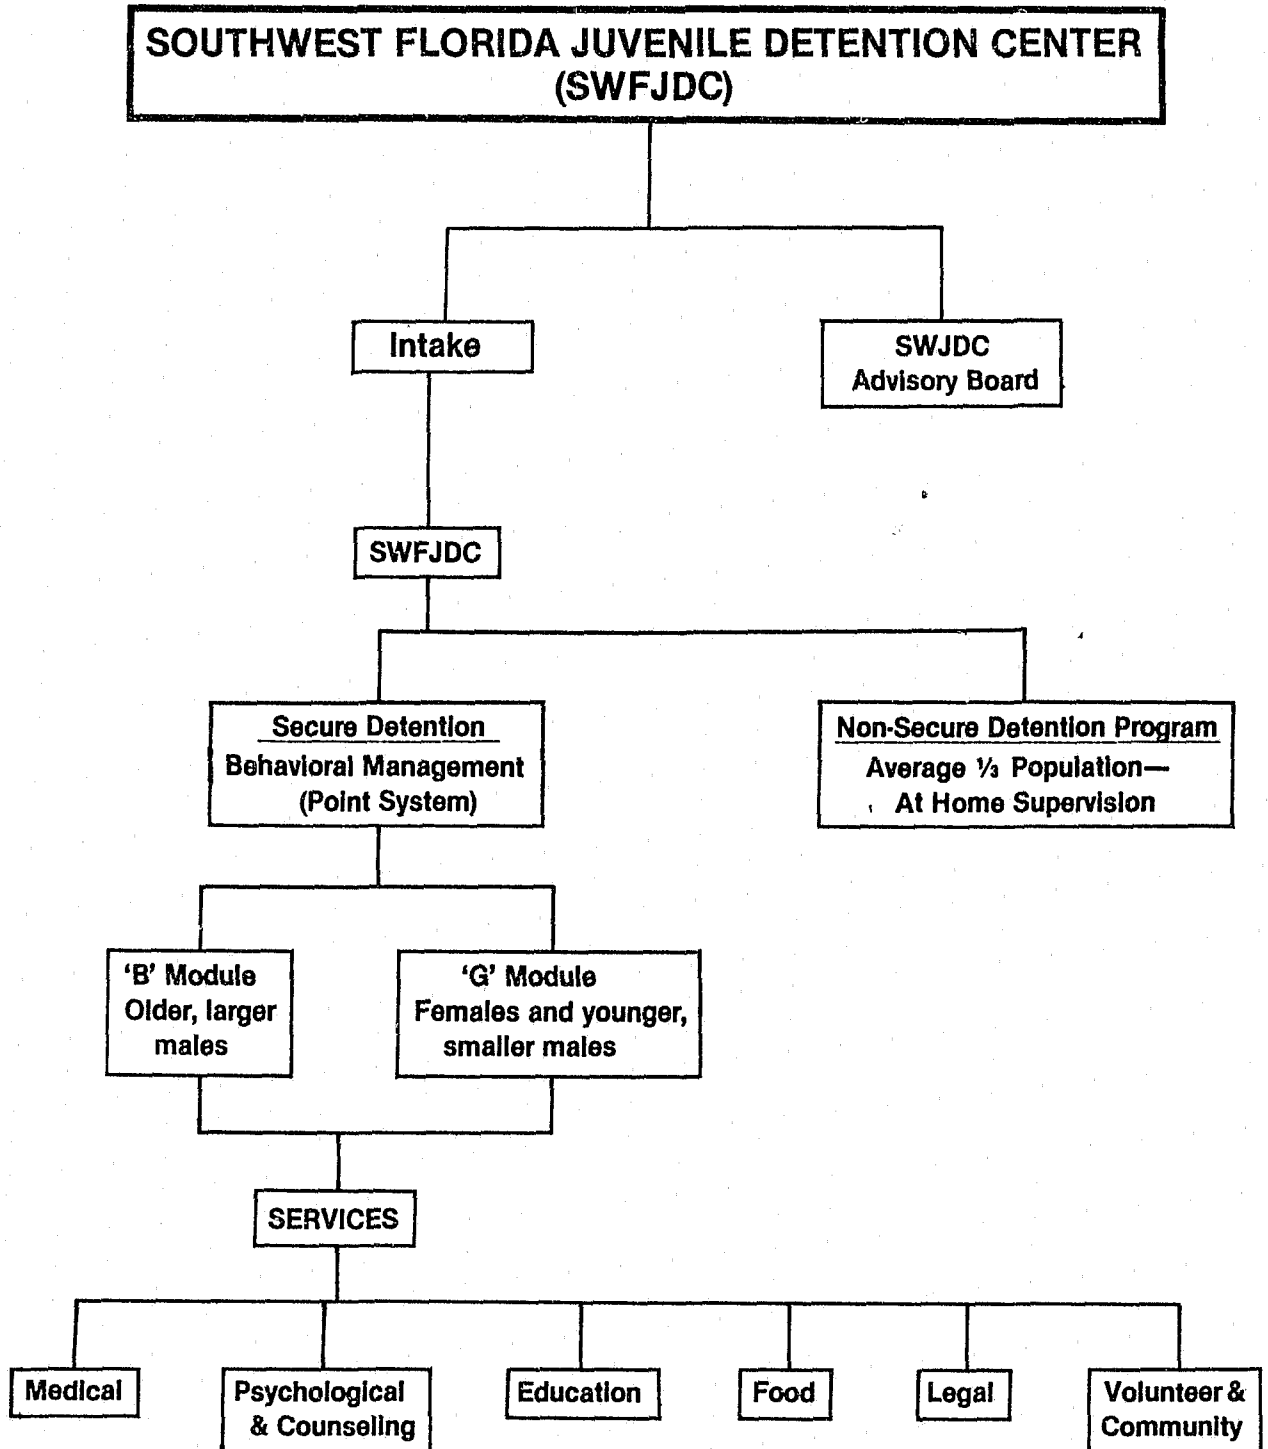 SOUTHWEST FLORIDA JUVENILE DETENTION CENTER
(SWFJDC)
Intake
SWJDC
Advisory Board
SWFJDC
Secure Detention
Behavioral Management
(Point System)
Non-Secure Detention Program
Average ⅓ Population—
At Home Supervision
‘B’ Module
Older, larger
males
‘G’ Module
Females and younger,
smaller males
SERVICES
Medical
Psychological
& Counseling
Education
Food
Legal
Volunteer &
Community